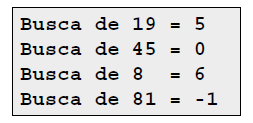 Busca de 19 = 5
Busca de 45 = 0
Busca de 8  = 6
Busca de 81 = -1